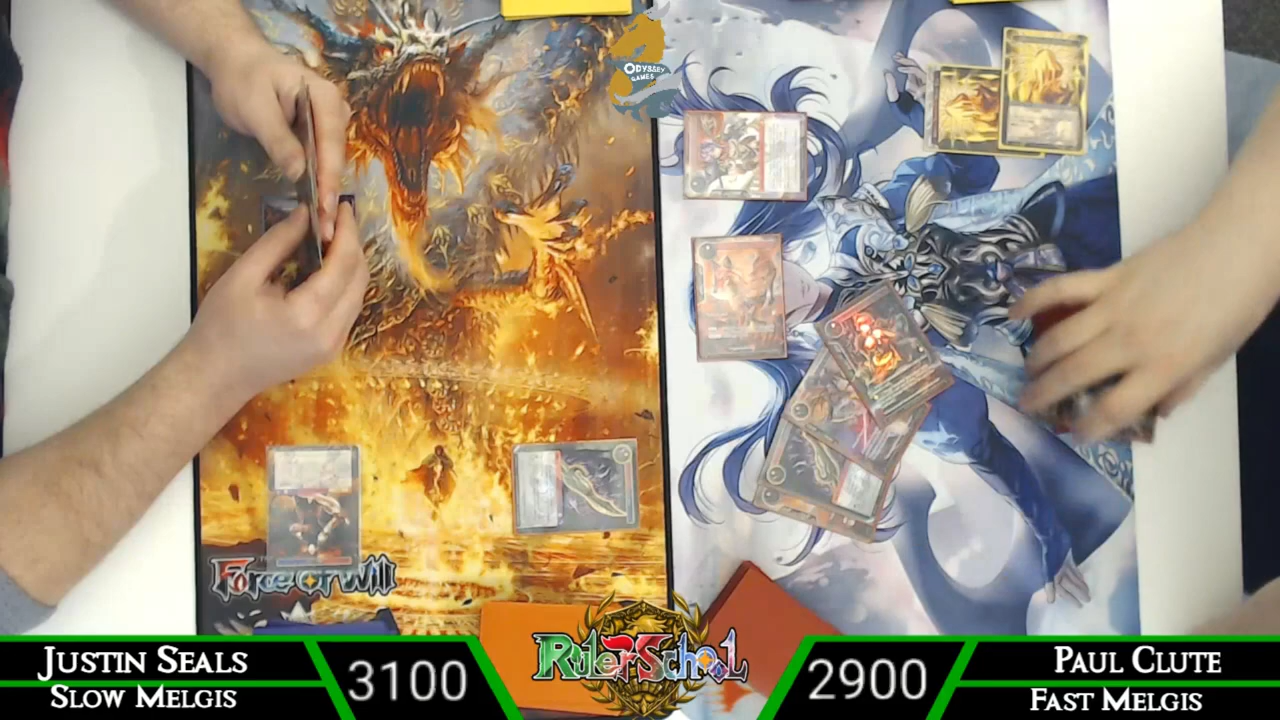 Odyssey
Games
Force of Will
Justin Seals
Slow Melgis
3100
Ruler School
2900
Paul Clute
Fast Melgis